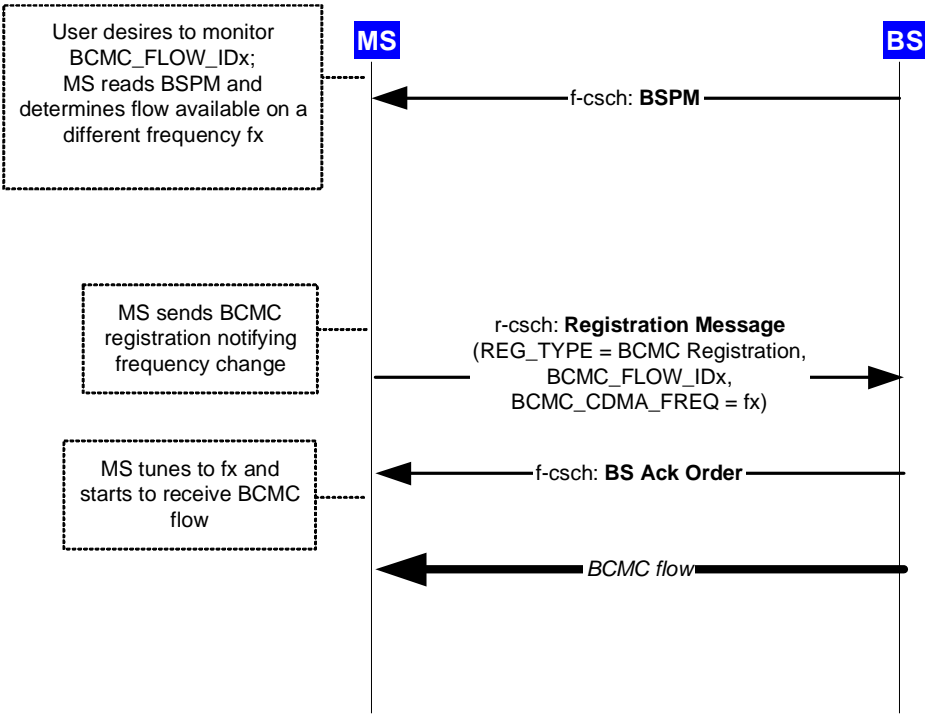 User desires to monitor
BCMC_FLOW_IDx;
MS reads BSPM and
determines flow available on a
different frequency fx
MS
BS
f-csch: BSPM
MS sends BCMC
registration notifying
frequency change
r-csch: Registration Message
(REG_TYPE = BCMC Registration,
BCMC_FLOW_IDx,
BCMC_CDMA_FREQ = fx)
MS tunes to fx and
starts to receive BCMC
flow
f-csch: BS Ack Order
BCMC flow